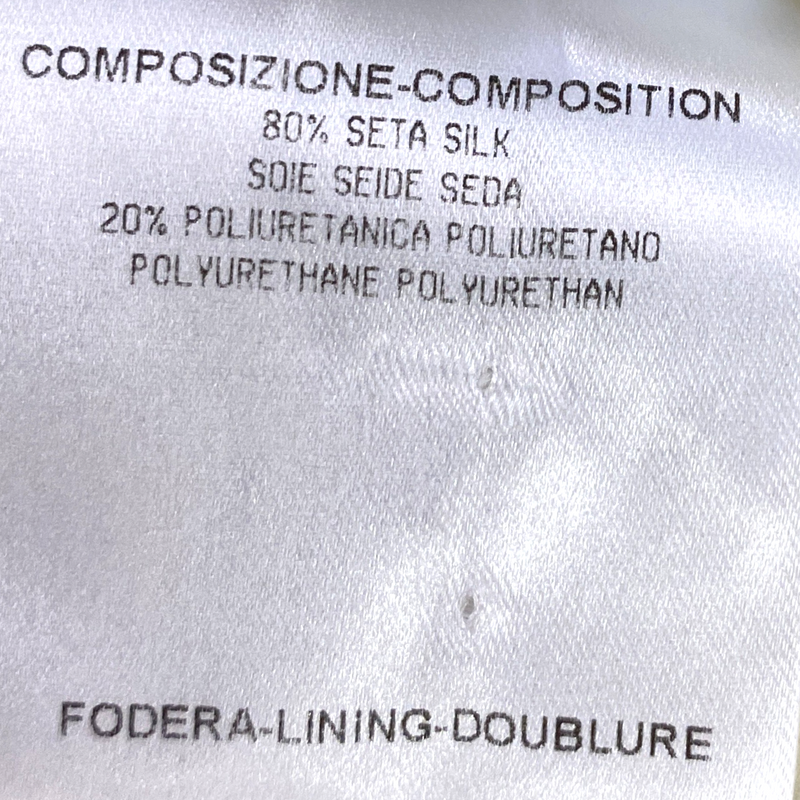 COMPOSIZIONE-COMPOSITION
80% SETA SILK
SOIE SEIDE SEDA
20% POLIURETANICA POLIURETANO
POLYURETHANE POLYURETHAN
FODERA-LINING-DOUBLURE